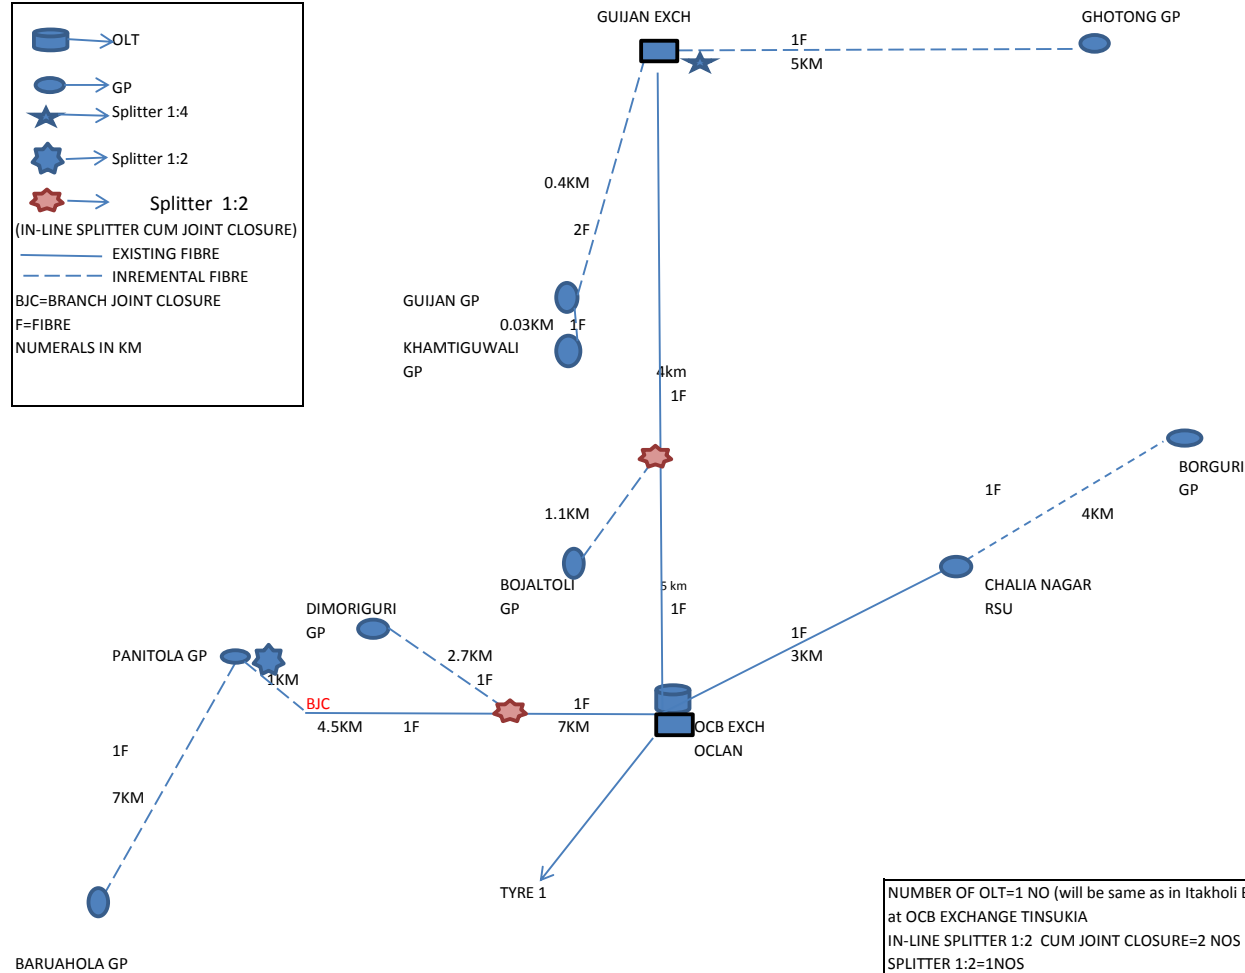 OLT
GP
Splitter 1:4
Splitter 1:2
Splitter 1:2
(IN-LINE SPLITTER CUM JOINT CLOSURE)
EXISTING FIBRE
INREMENTAL FIBRE
BJC=BRANCH JOINT CLOSURE
F=FIBRE
NUMERALS IN KM
GUIJAN EXCH
GHOTONG GP
1F
5KM
0.4KM
2F
GUIJAN GP
0.03KM 1F
KHAMTIGUWALI
GP
4km
1F
BORGURI
GP
1F
4KM
1.1KM
BOJALTOLI
GP
5 km
1F
CHALIA NAGAR
RSU
1F
3KM
DIMORIGURI
GP
2.7KM
1F
PANITOLA GP
1KM
BJC
4.5KM 1F
1F
7KM
OCB EXCH
OCLAN
1F
7KM
TYRE 1
BARUAHOLA GP
NUMBER OF OLT=1 NO (will be same as in Itakholi
at OCB EXCHANGE TINSUKIA
IN-LINE SPLITTER 1:2 CUM JOINT CLOSURE=2 NOS
SPLITTER 1:2=1NOS